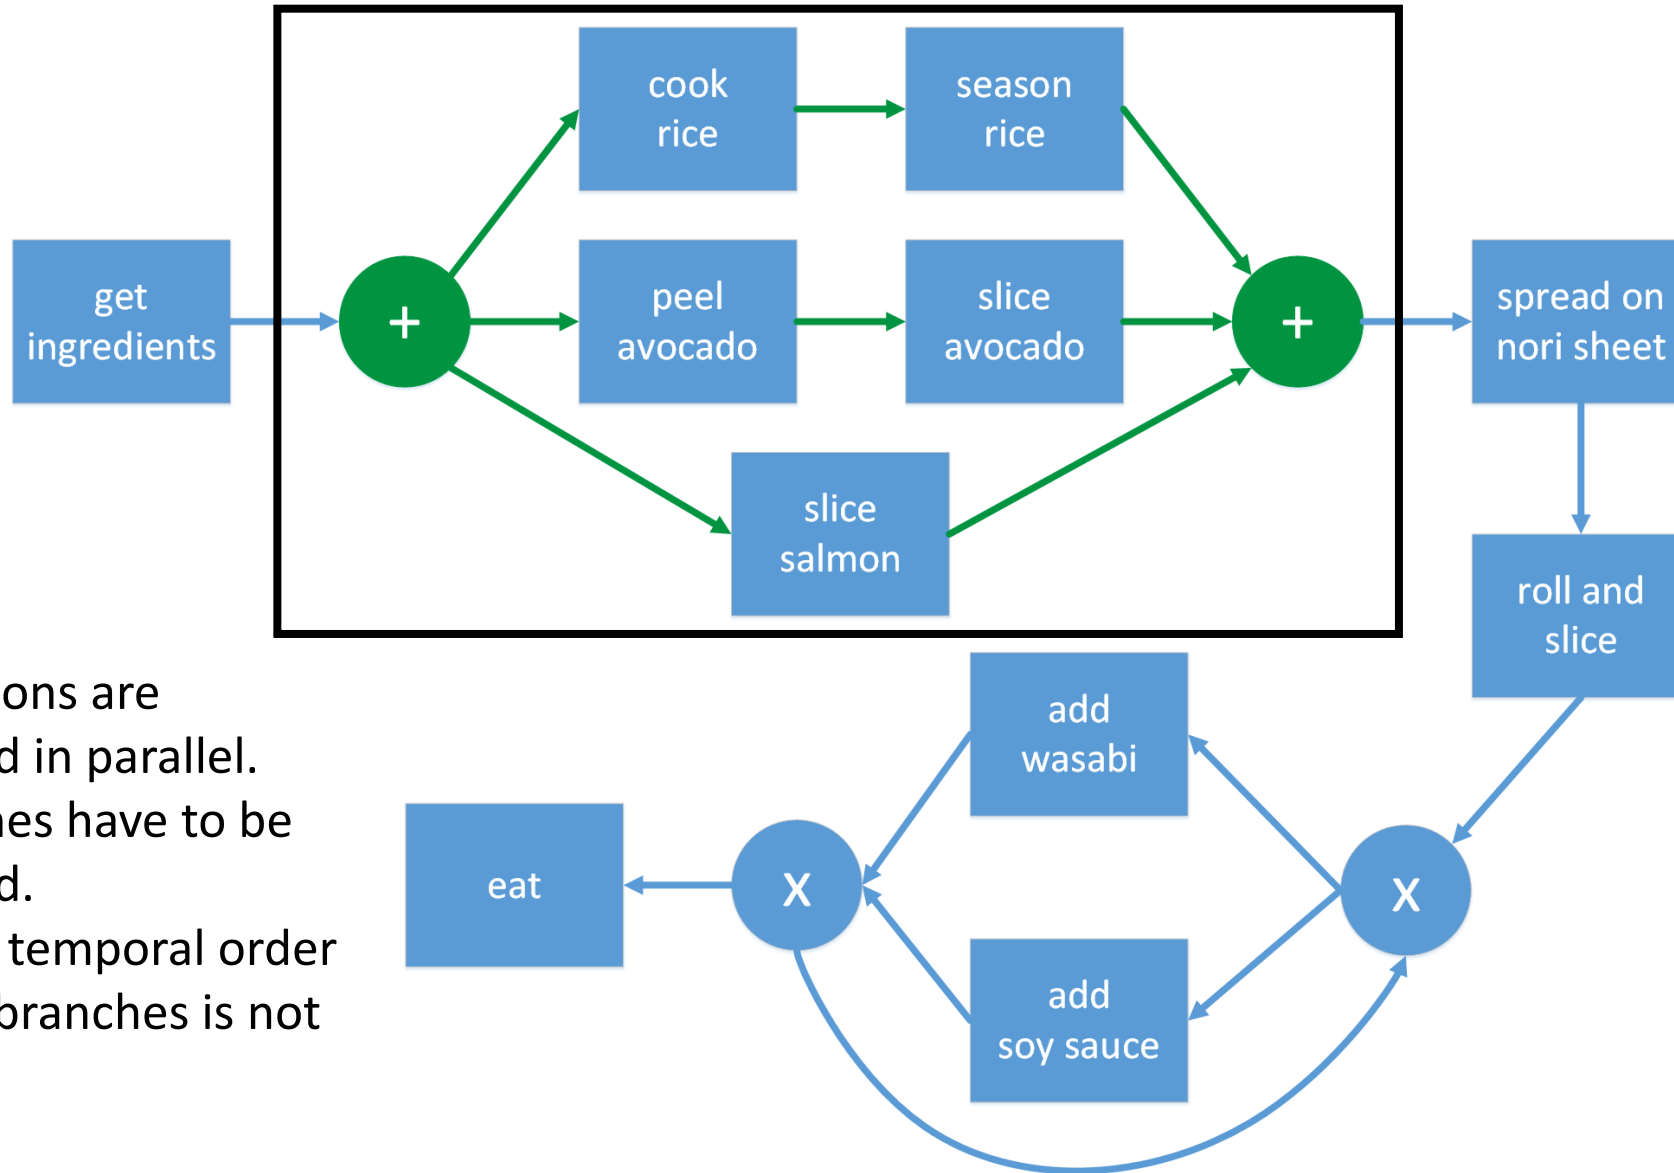 cook
rice
season
rice
get
ingredients
+
peel
avocado
slice
avocado
+
spread on
nori sheet
slice
salmon
roll and
slice
ons are
d in parallel.
nes have to be
d.
temporal order
branches is not
add
wasabi
eat
X
X
add
soy sauce